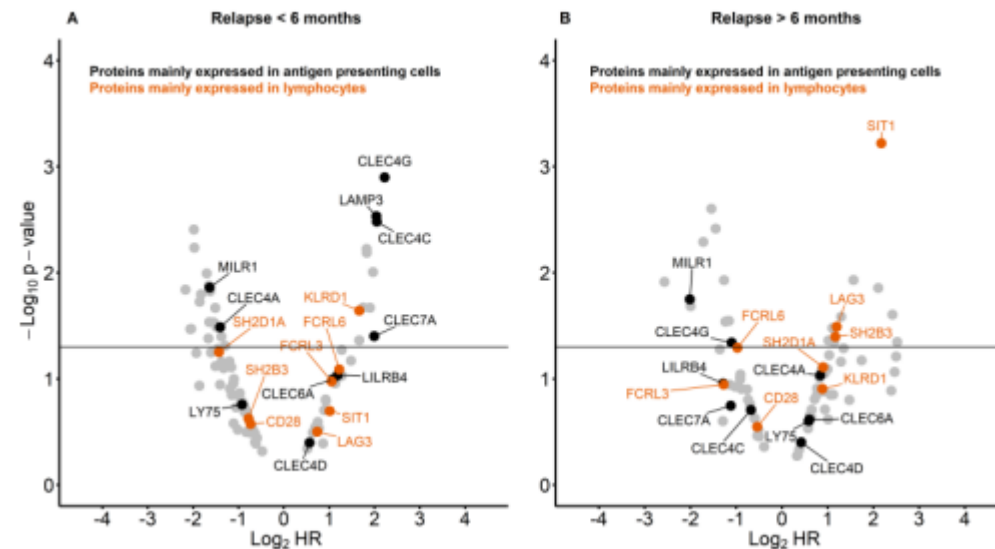 A
Relapse < 6 months
Proteins mainly expressed in antigen presenting cells
Proteins mainly expressed in lymphocytes
−Log10 p − value
4
3
2
1
0
CLEC4G
LAMP3
CLEC4C
MILR1
CLEC4A
KLRD1
SH2D1A
FCRL6
CLEC7A
FCRL3
SH2B3
CLEC6A
LILRB4
LY75
CD28
SIT1
LAG3
CLEC4D
-4 -3 -2 -1 0 1 2 3 4
Log2 HR
B
Relapse > 6 months
Proteins mainly expressed in antigen presenting cells
Proteins mainly expressed in lymphocytes
4
3
2
1
0
SIT1
MILR1
LAG3
FCRL6
CLEC4G
SH2D1A
SH2B3
LILRB4
CLEC4A
FCRL3
KLRD1
CD28
CLEC7A
CLEC6A
CLEC4C
LY75
CLEC4D
-4 -3 -2 -1 0 1 2 3 4
Log2 HR